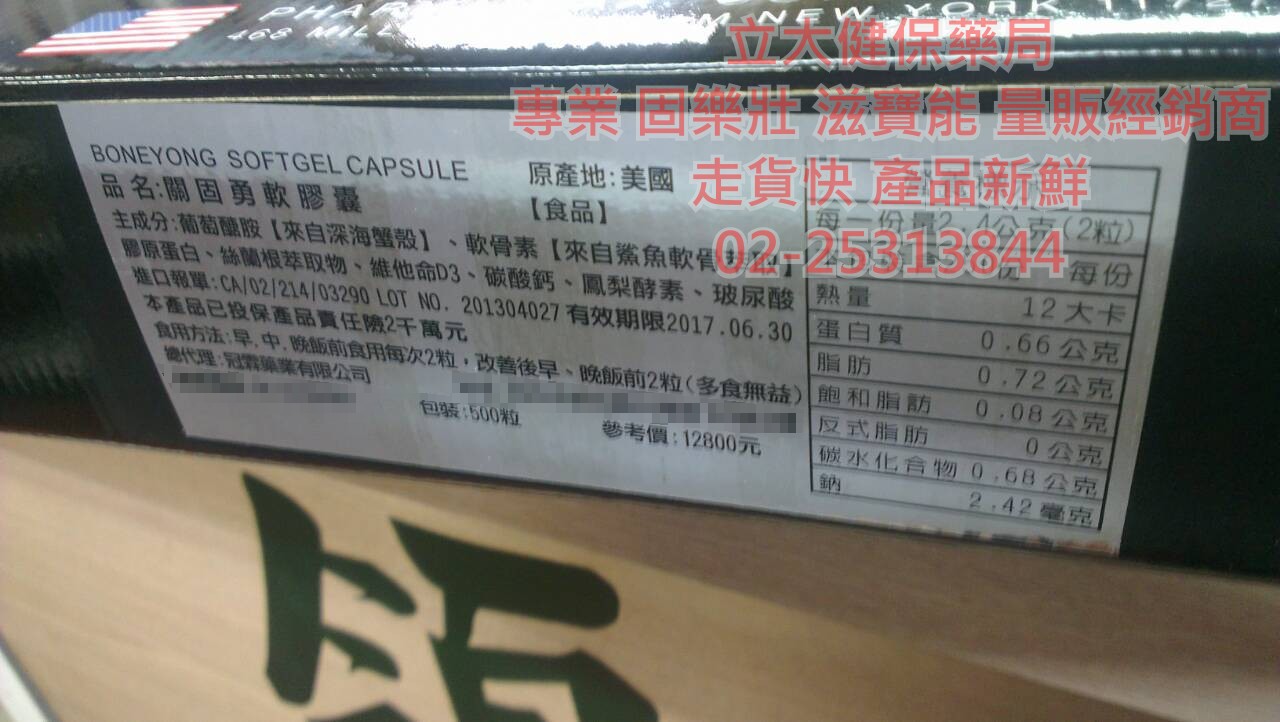 PHAR
M NEW YORK 11
468 MILL
立大健保藥局
專業 固樂壯 滋寶能 量販經銷商
走貨快 產品新鮮
02-25313844
BONEYONG SOFTGEL CAPSULE
原產地:美國
品名:關固勇軟膠囊
【食品】
主成分:葡萄醣胺【來自深海蟹殼】、軟骨素【來自鯊魚軟骨
膠原蛋白、絲蘭根萃取物、維他命D3、碳酸鈣、鳳梨酵素、玻尿酸
進口報單:CA/02/214/03290 LOT NO. 201304027 有效期限2017.06.30
本產品已投保產品責任險2千萬元
食用方法:早、中、晚飯前食用每次2粒，改善後早、晚飯前2粒(多食無益)
總代理:冠霖藥業有限公司
包裝:500粒
參考價:12800元
每一份量2.4公克(2粒)
每份
熱量 12大卡
蛋白質 0.66公克
脂肪 0.72公克
飽和脂肪 0.08公克
反式脂肪 0公克
碳水化合物 0.68公克
鈉 2.42毫克